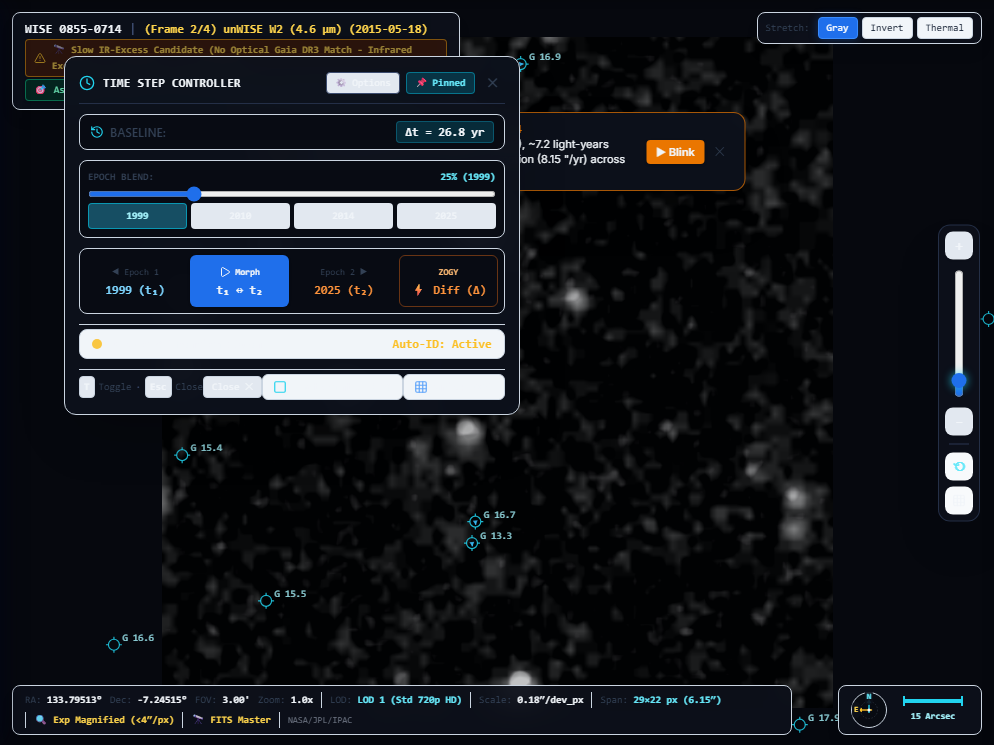 WISE 0855-0714 | (Frame 2/4) unWISE W2 (4.6 μm) (2015-05-18)
Slow IR-Excess Candidate (No Optical Gaia DR3 Match - Infrared
Ex
As
Stretch: Gray Invert Thermal
G 16.9
TIME STEP CONTROLLER
Options
Pinned
BASELINE:
Δt = 26.8 yr
), ~7.2 light-years
ion (8.15 "/yr) across
Blink
EPOCH BLEND:
25% (1999)
1999 2010 2014 2025
◀ Epoch 1
1999 (t₁)
Morph
t₁ ↔ t₂
Epoch 2 ▶
2025 (t₂)
ZOGY
Diff (Δ)
Auto-ID: Active
T Toggle · Esc Close Close ✕
G 15.4
G 16.7
G 13.3
G 15.5
G 16.6
G 17.9
RA: 133.79513° Dec: -7.24515° FOV: 3.00' Zoom: 1.0x | LOD: LOD 1 (Std 720p HD) | Scale: 0.18"/dev_px | Span: 29×22 px (6.15")
Exp Magnified (<4"/px) | FITS Master | NASA/JPL/IPAC
N
E
15 Arcsec